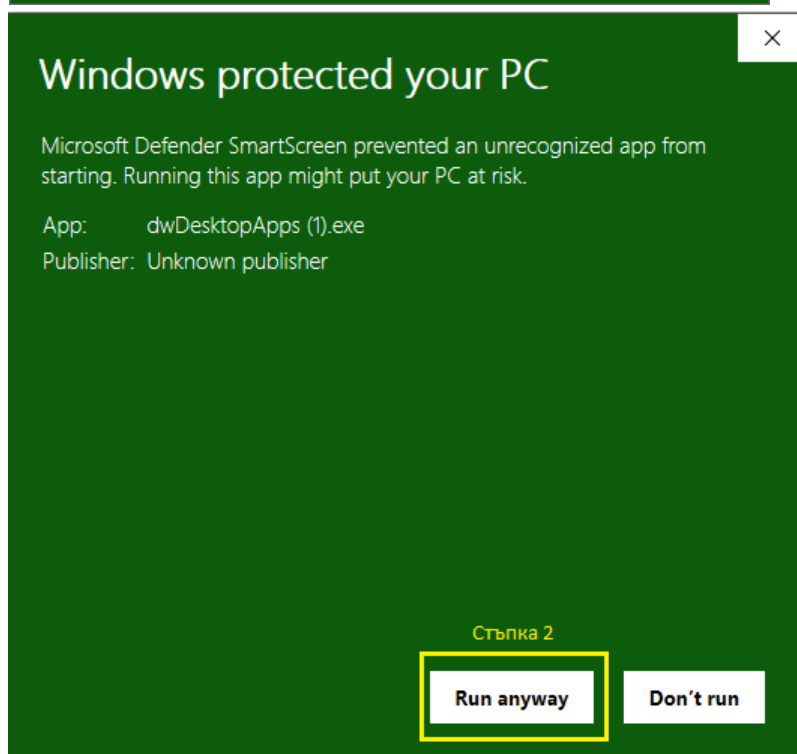 Windows protected your PC
Microsoft Defender SmartScreen prevented an unrecognized app from
starting. Running this app might put your PC at risk.
App: dwDesktopApps (1).exe
Publisher: Unknown publisher
Стъпка 2
Run anyway Don't run